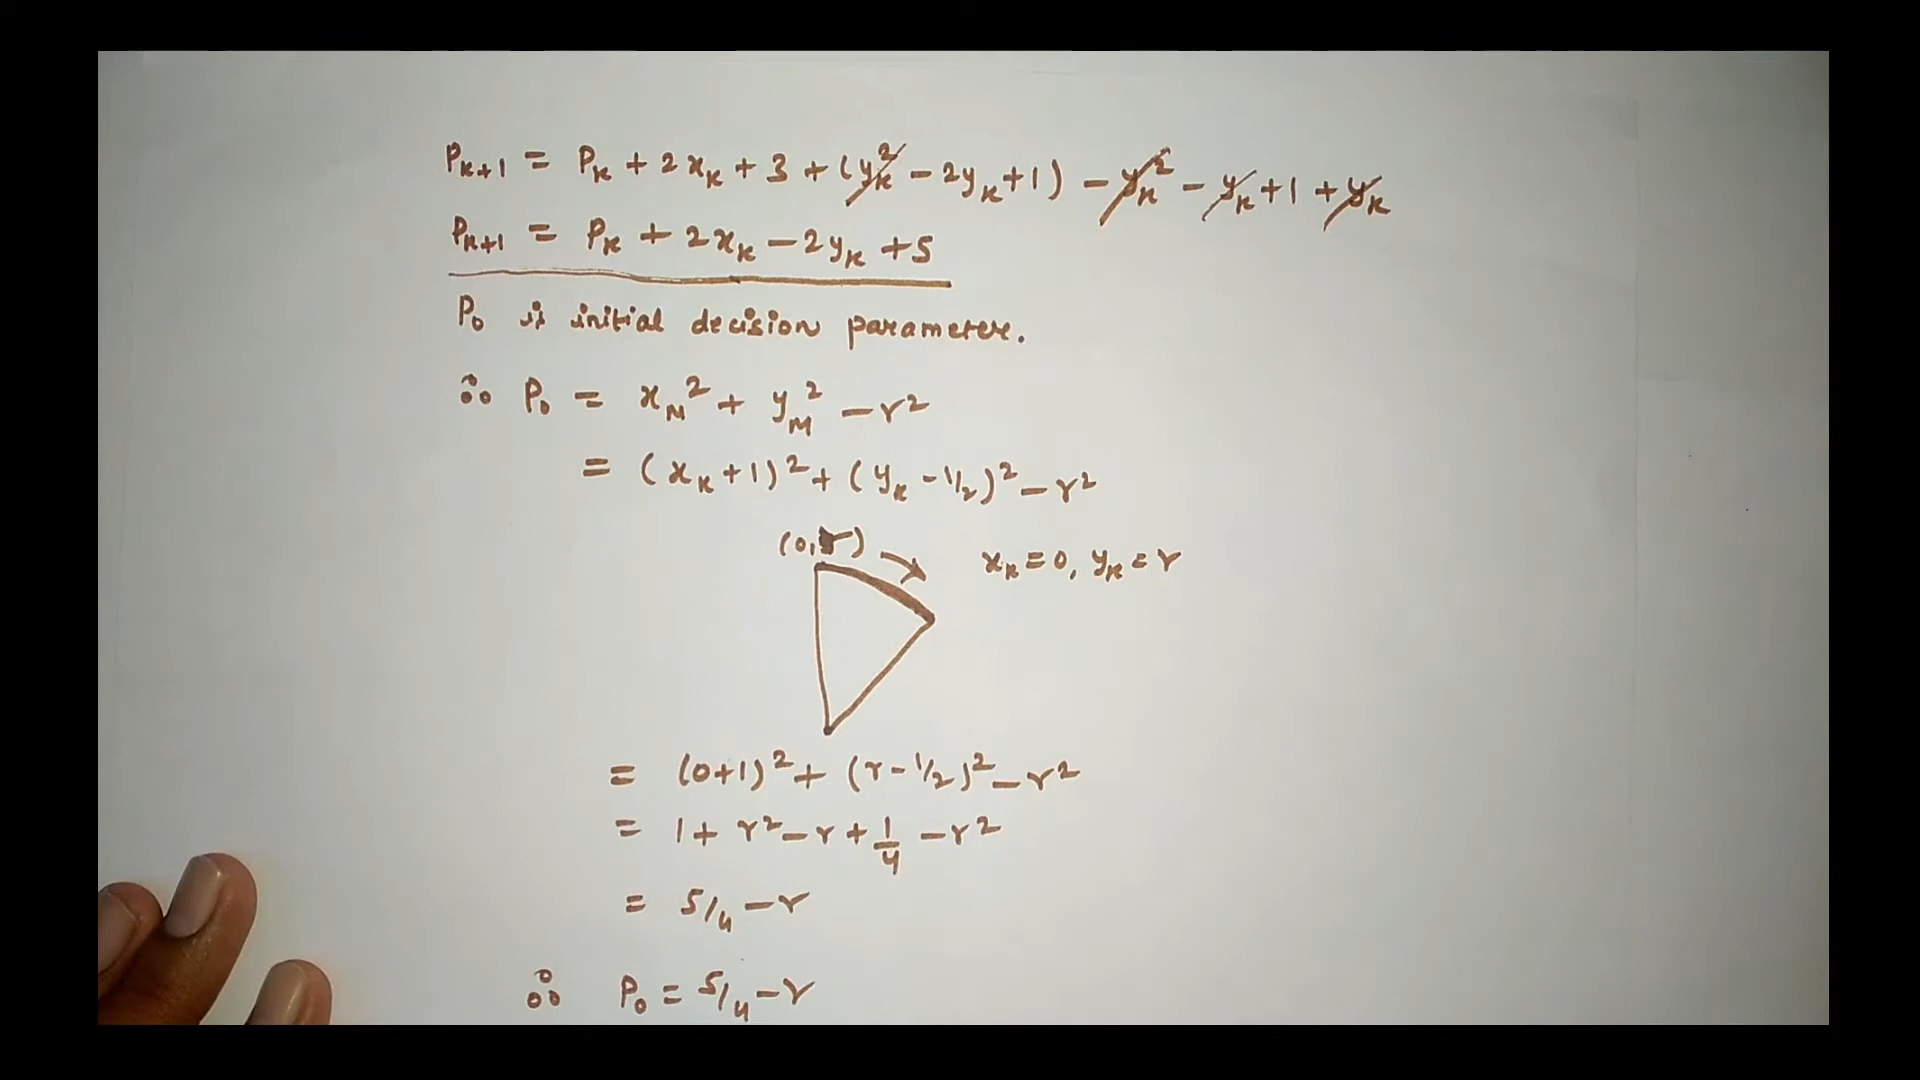 Pₖ₊₁ = Pₖ + 2xₖ + 3 + (yₖ² - 2yₖ + 1) - yₖ² - yₖ + 1 + yₖ
Pₖ₊₁ = Pₖ + 2xₖ - 2yₖ + 5
P₀ is initial decision parameter.
∴ P₀ = x_M² + y_M² - r²
= (xₖ + 1)² + (yₖ - 1/2)² - r²
(0, r)
xₖ = 0, yₖ = r
= (0+1)² + (r - 1/2)² - r²
= 1 + r² - r + 1/4 - r²
= 5/4 - r
∴ P₀ = 5/4 - r